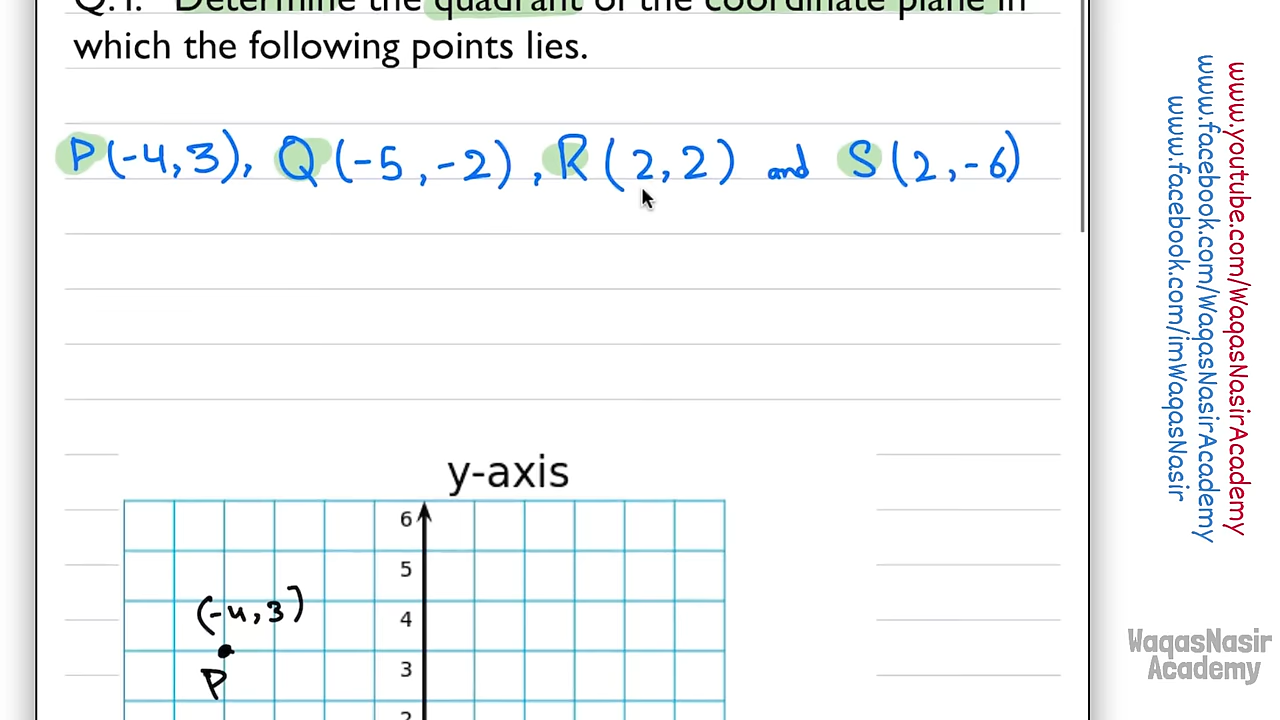 Q.1. Determine the quadrant of the coordinate plane in
which the following points lies.
P(-4,3), Q(-5,-2), R(2,2) and S(2,-6)
y-axis
6
5
4
3
2
(-4,3)
P
www.youtube.com/WaqasNasirAcademy
www.facebook.com/WaqasNasirAcademy
www.facebook.com/imWaqasNasir
WaqasNasir
Academy